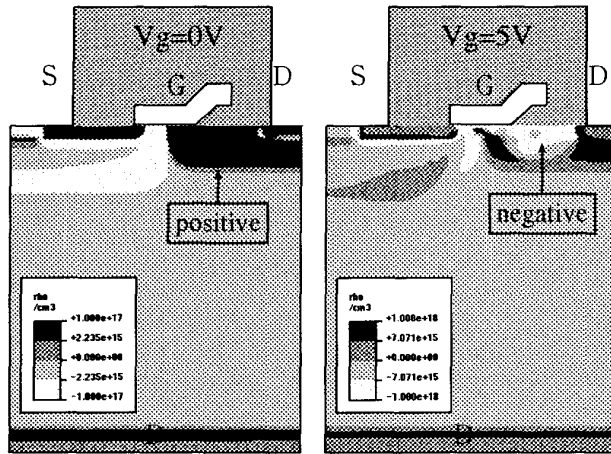 Vg=0V
S
G
D
positive
rho
/cm3
+1.000e+17
+2.235e+15
+0.000e+00
-2.235e+15
-1.000e+17
Vg=5V
S
G
D
negative
rho
/cm3
+1.000e+18
+7.071e+15
+0.000e+00
-7.071e+15
-1.000e+18